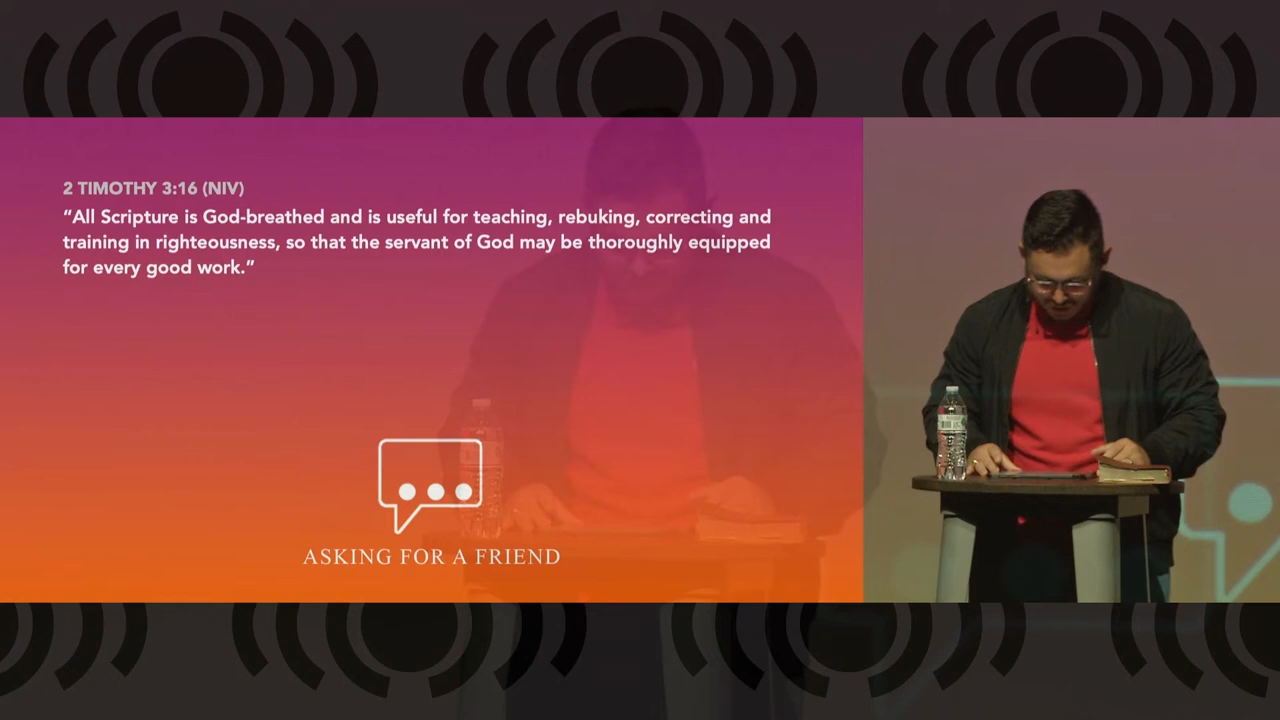 2 TIMOTHY 3:16 (NIV)
“All Scripture is God-breathed and is useful for teaching, rebuking, correcting and
training in righteousness, so that the servant of God may be thoroughly equipped
for every good work.”
ASKING FOR A FRIEND